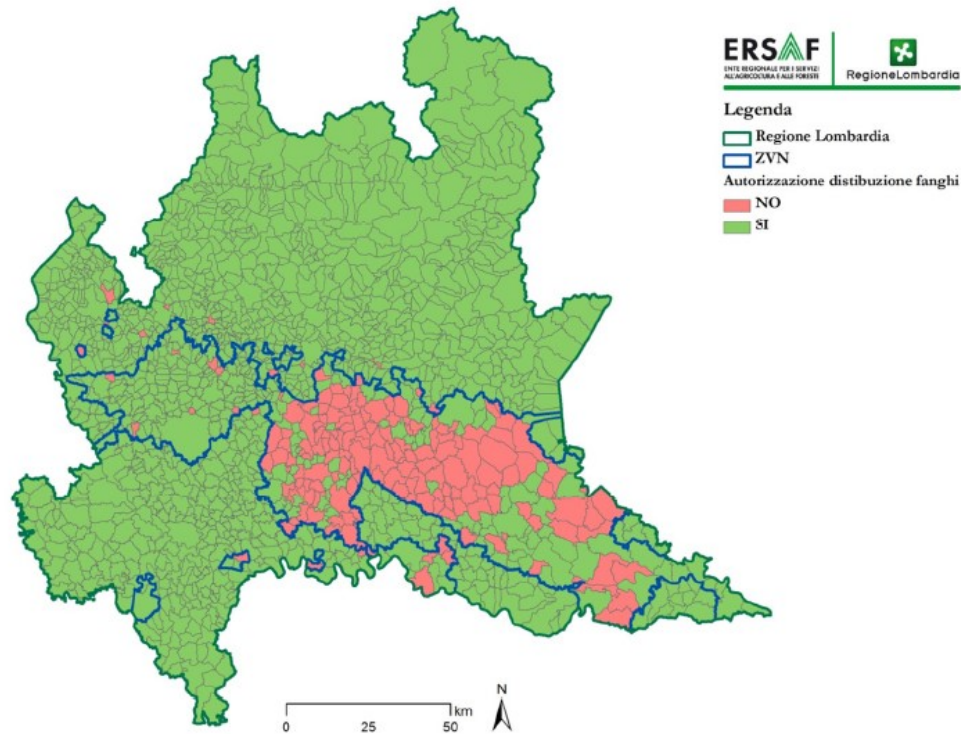 ERSAF
ENTE REGIONALE PER I SERVIZI
ALL'AGRICOLTURA E ALLE FORESTE
RegioneLombardia
Legenda
Regione Lombardia
ZVN
Autorizzazione distibuzione fanghi
NO
SI
N
km
0
25
50